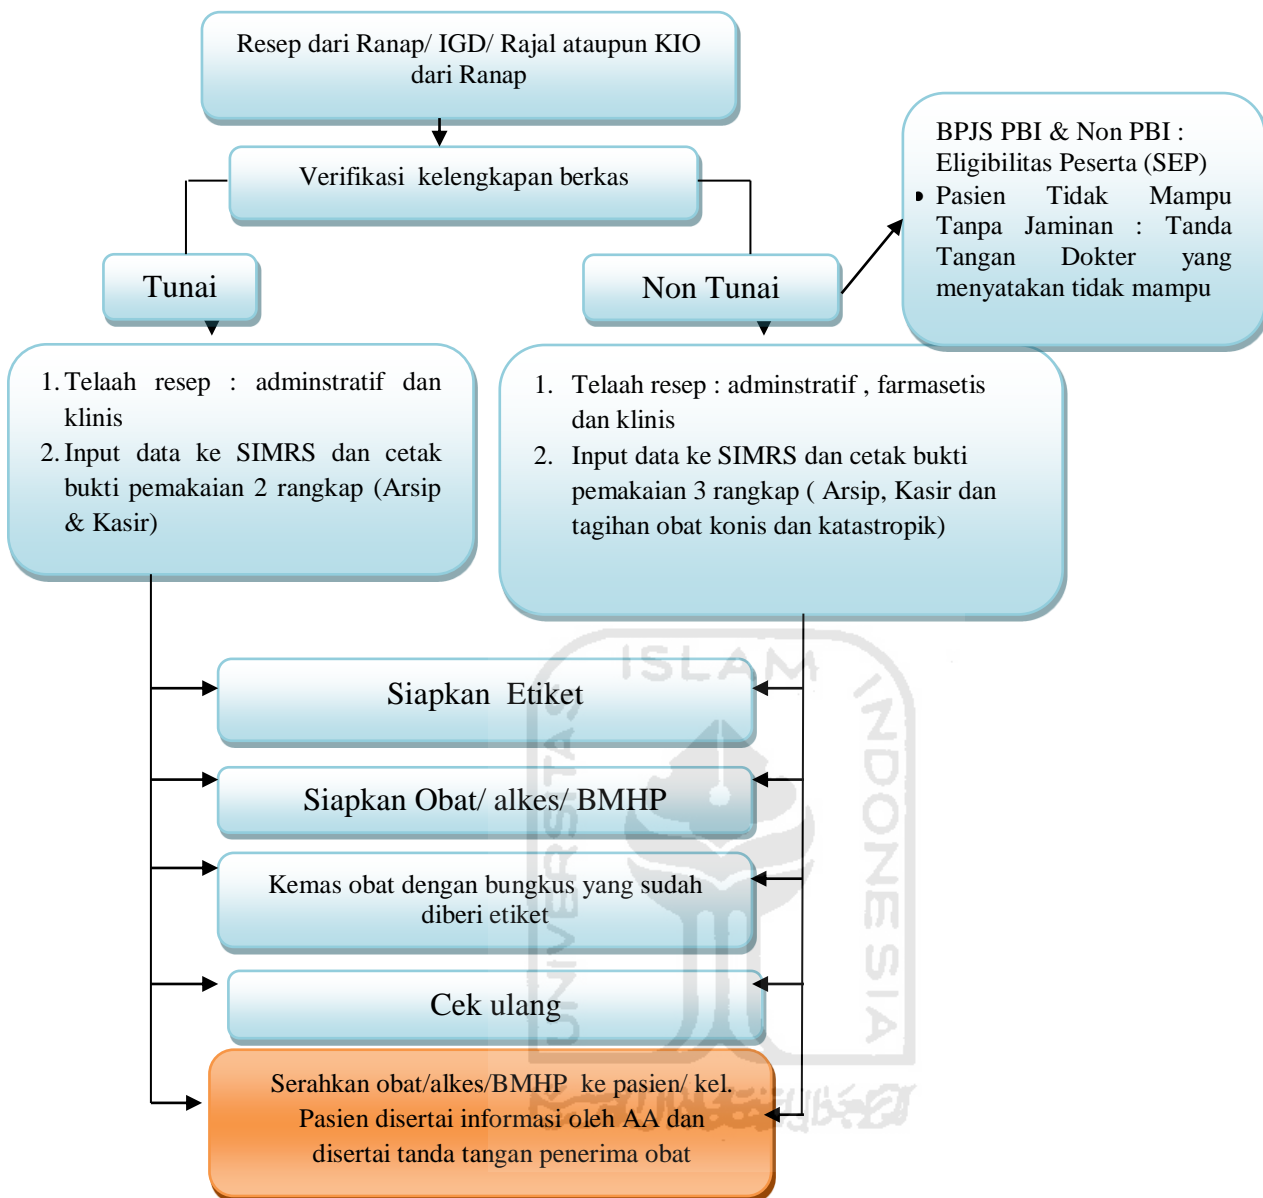 Resep dari Ranap/ IGD/ Rajal ataupun KIO
dari Ranap
Verifikasi kelengkapan berkas
BPJS PBI & Non PBI :
Eligibilitas Peserta (SEP)
• Pasien Tidak Mampu
Tanpa Jaminan : Tanda
Tangan Dokter yang
menyatakan tidak mampu
Tunai
Non Tunai
1. Telaah resep : adminstratif dan
klinis
2. Input data ke SIMRS dan cetak
bukti pemakaian 2 rangkap (Arsip
& Kasir)
1. Telaah resep : adminstratif , farmasetis
dan klinis
2. Input data ke SIMRS dan cetak bukti
pemakaian 3 rangkap ( Arsip, Kasir dan
tagihan obat konis dan katastropik)
Siapkan Etiket
Siapkan Obat/ alkes/ BMHP
Kemas obat dengan bungkus yang sudah
diberi etiket
Cek ulang
Serahkan obat/alkes/BMHP ke pasien/ kel.
Pasien disertai informasi oleh AA dan
disertai tanda tangan penerima obat
UNIVERSITAS
ISLAM
INDONESIA